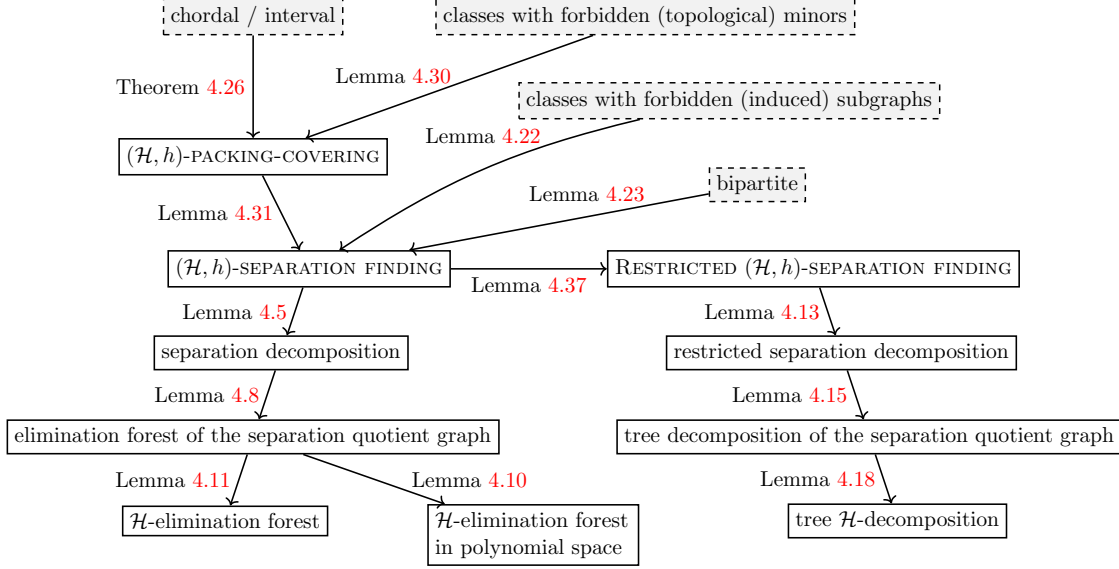 chordal / interval
classes with forbidden (topological) minors
Theorem 4.26
Lemma 4.30
classes with forbidden (induced) subgraphs
Lemma 4.22
(ℋ, h)-PACKING-COVERING
Lemma 4.23
bipartite
Lemma 4.31
(ℋ, h)-SEPARATION FINDING
Lemma 4.37
RESTRICTED (ℋ, h)-SEPARATION FINDING
Lemma 4.5
Lemma 4.13
separation decomposition
restricted separation decomposition
Lemma 4.8
Lemma 4.15
elimination forest of the separation quotient graph
tree decomposition of the separation quotient graph
Lemma 4.11
Lemma 4.10
Lemma 4.18
ℋ-elimination forest
ℋ-elimination forest
in polynomial space
tree ℋ-decomposition